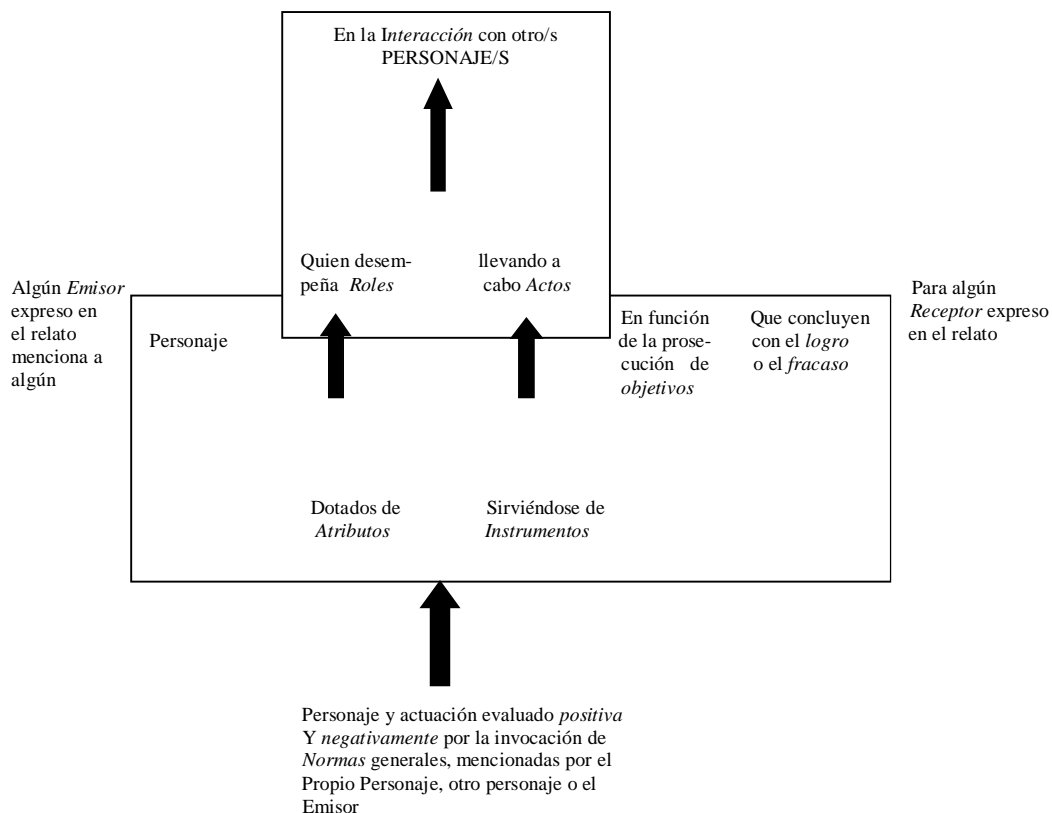 En la Interacción con otro/s
PERSONAJE/S
Quien desem-
peña Roles
llevando a
cabo Actos
Algún Emisor
expreso en
el relato
menciona a
algún
Personaje
En función
de la prose-
cución de
objetivos
Que concluyen
con el logro
o el fracaso
Para algún
Receptor expreso
en el relato
Dotados de
Atributos
Sirviéndose de
Instrumentos
Personaje y actuación evaluado positiva
Y negativamente por la invocación de
Normas generales, mencionadas por el
Propio Personaje, otro personaje o el
Emisor